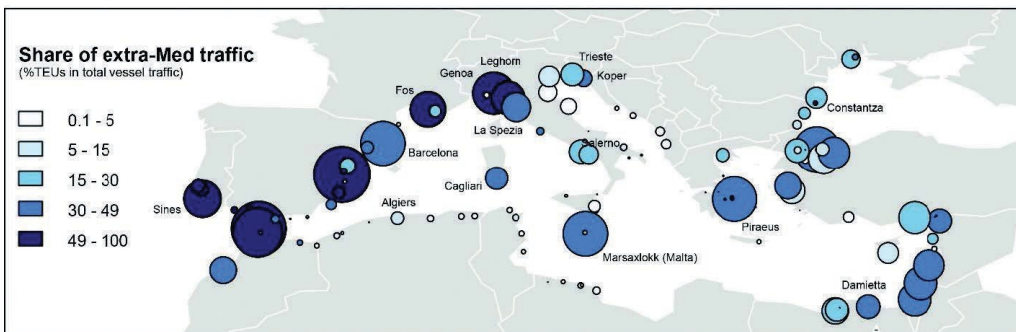 Share of extra-Med traffic
(%TEUs in total vessel traffic)
0.1 - 5
5 - 15
15 - 30
30 - 49
49 - 100
Leghorn
Trieste
Genoa
Koper
Fos
Constantza
La Spezia
Barcelona
Salerno
Cagliari
Sines
Algiers
Piraeus
Marsaxlokk (Malta)
Damietta